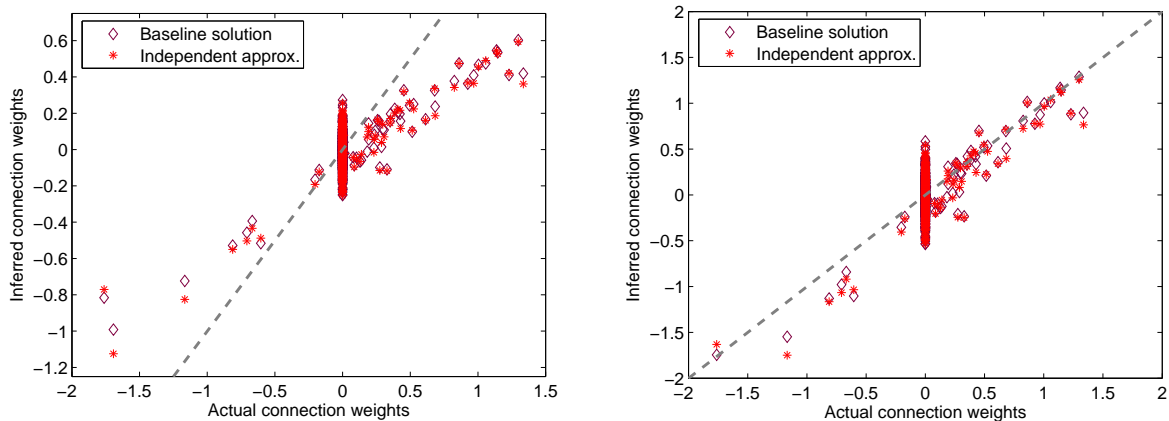 0.6
0.4
0.2
0
−0.2
−0.4
−0.6
−0.8
−1
−1.2
−2 −1.5 −1 −0.5 0 0.5 1 1.5
Actual connection weights
Inferred connection weights
Baseline solution
Independent approx.
2
1.5
1
0.5
0
−0.5
−1
−1.5
−2
−2 −1.5 −1 −0.5 0 0.5 1 1.5 2
Actual connection weights
Inferred connection weights
Baseline solution
Independent approx.